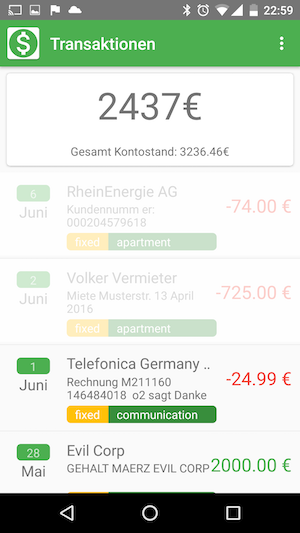 22:59
$ Transaktionen
2437€
Gesamt Kontostand: 3236.46€
6
Juni
RheinEnergie AG
Kundennumm er:
000204579618
-74.00 €
fixed apartment
2
Juni
Volker Vermieter
Miete Musterstr. 13 April
2016
-725.00 €
fixed apartment
1
Juni
Telefonica Germany ..
Rechnung M211160
146484018 o2 sagt Danke
-24.99 €
fixed communication
28
Mai
Evil Corp
GEHALT MAERZ EVIL CORP
2000.00 €